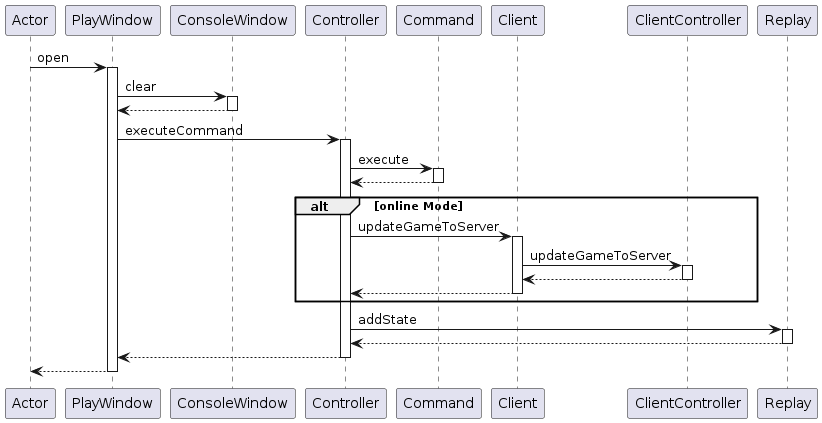 Actor PlayWindow ConsoleWindow Controller Command Client ClientController Replay
open
clear
executeCommand
execute
alt [online Mode]
updateGameToServer
updateGameToServer
addState
Actor PlayWindow ConsoleWindow Controller Command Client ClientController Replay